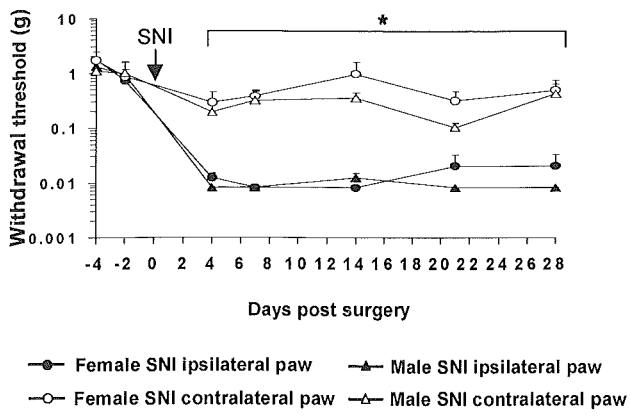 *
SNI
Withdrawal threshold (g)
10
1
0.1
0.01
0.001
-4 -2 0 2 4 6 8 10 12 14 16 18 20 22 24 26 28
Days post surgery
Female SNI ipsilateral paw
Male SNI ipsilateral paw
Female SNI contralateral paw
Male SNI contralateral paw